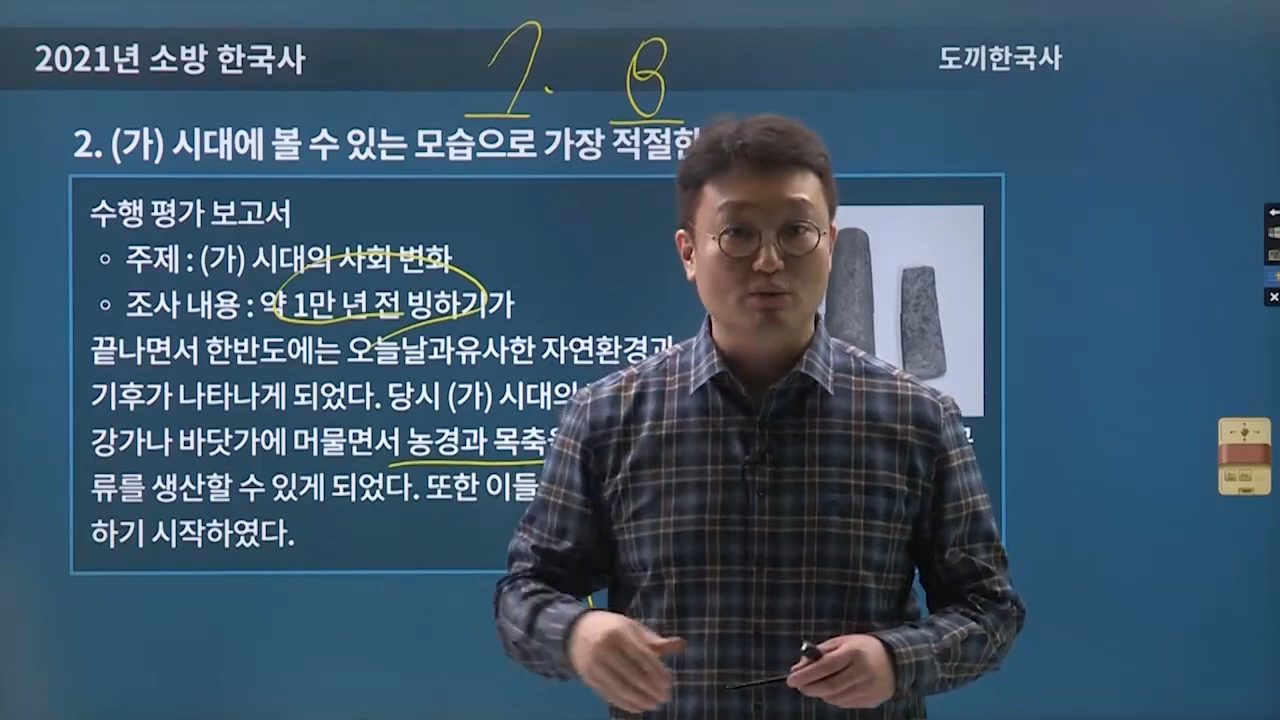 2021년 소방 한국사
도끼한국사
1. 8
2. (가) 시대에 볼 수 있는 모습으로 가장 적절한
수행 평가 보고서
◦ 주제 : (가) 시대의 사회 변화
◦ 조사 내용 : 약 1만 년 전 빙하기가
끝나면서 한반도에는 오늘날과유사한 자연환경과
기후가 나타나게 되었다. 당시 (가) 시대의
강가나 바닷가에 머물면서 농경과 목축을
류를 생산할 수 있게 되었다. 또한 이들
하기 시작하였다.